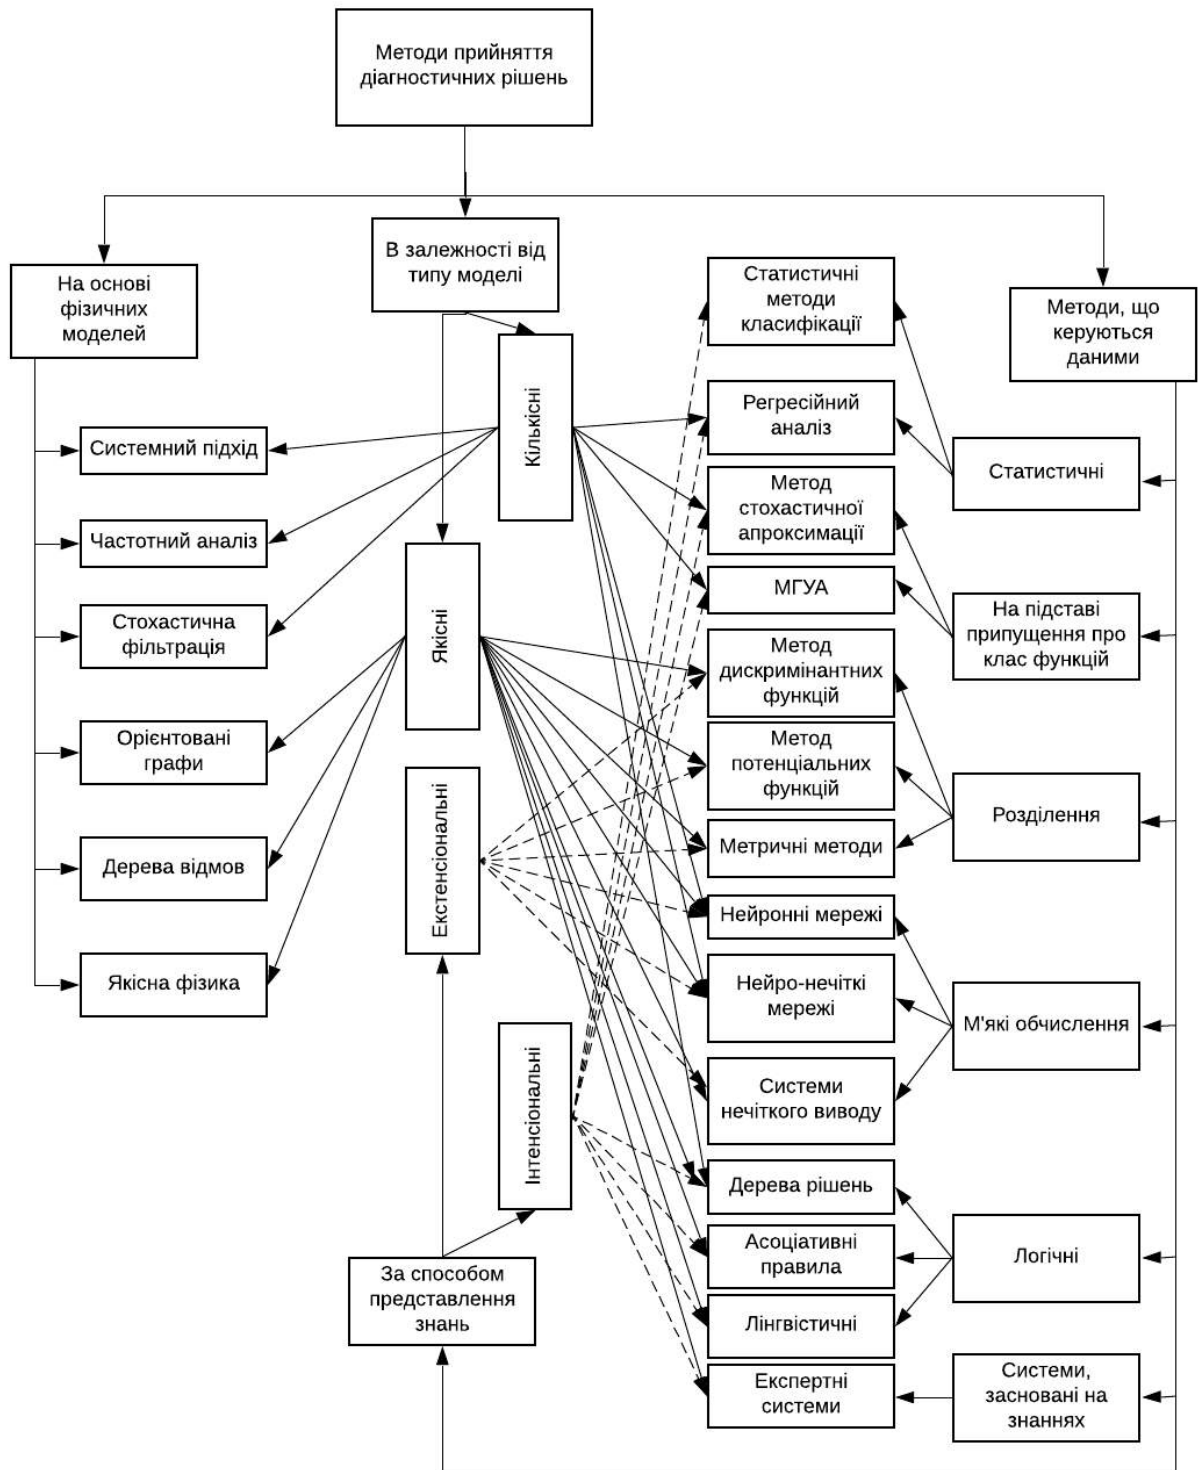 Методи прийняття
діагностичних рішень
На основі
фізичних
моделей
В залежності від
типу моделі
Методи, що
керуються
даними
Кількісні
Якісні
Екстенсіональні
Інтенсіональні
За способом
представлення
знань
Системний підхід
Частотний аналіз
Стохастична
фільтрація
Орієнтовані
графи
Дерева відмов
Якісна фізика
Статистичні
методи
класифікації
Регресійний
аналіз
Метод
стохастичної
апроксимації
МГУА
Метод
дискримінантних
функцій
Метод
потенціальних
функцій
Метричні методи
Нейронні мережі
Нейро-нечіткі
мережі
Системи
нечіткого виводу
Дерева рішень
Асоціативні
правила
Лінгвістичні
Експертні
системи
Статистичні
На підставі
припущення про
клас функцій
Розділення
М'які обчислення
Логічні
Системи,
засновані на
знаннях